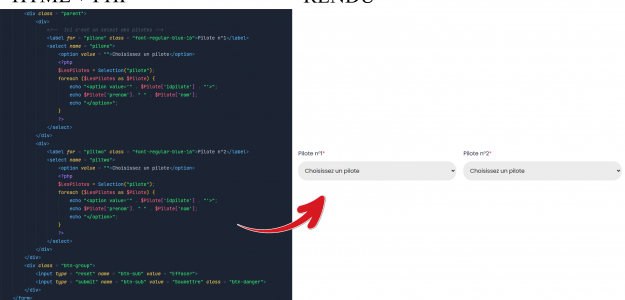 HTML + PHP
RENDU
<div class = "parent">
<div>
<!-- Ici c'est un select des pilotes -->
<label for = "pilone" class = "font-regular-blue-16">Pilote n°1</label>
<select name = "pilone">
<option value = "">Choisissez un pilote</option>
<?php
$LesPilotes = Selection("pilote");
foreach ($LesPilotes as $Pilote) {
echo "<option value='" . $Pilote['idpilote'] . "'>";
echo $Pilote['prenom'] . " " . $Pilote['nom'];
echo "</option>";
}
?>
</select>
</div>
<div>
<label for = "piltwo" class = "font-regular-blue-16">Pilote n°2</label>
<select name = "piltwo">
<option value = "">Choisissez un pilote</option>
<?php
$LesPilotes = Selection("pilote");
foreach ($LesPilotes as $Pilote) {
echo "<option value='" . $Pilote['idpilote'] . "'>";
echo $Pilote['prenom'] . " " . $Pilote['nom'];
echo "</option>";
}
?>
</select>
</div>
</div>
<div class = "btn-group">
<input type = "reset" name = "btn-sub" value = "Effacer">
<input type = "submit" name = "btn-sub" value = "Soumettre" class = "btn-danger">
</div>
</form>
Pilote n°1*
Choisissez un pilote
Pilote n°2*
Choisissez un pilote